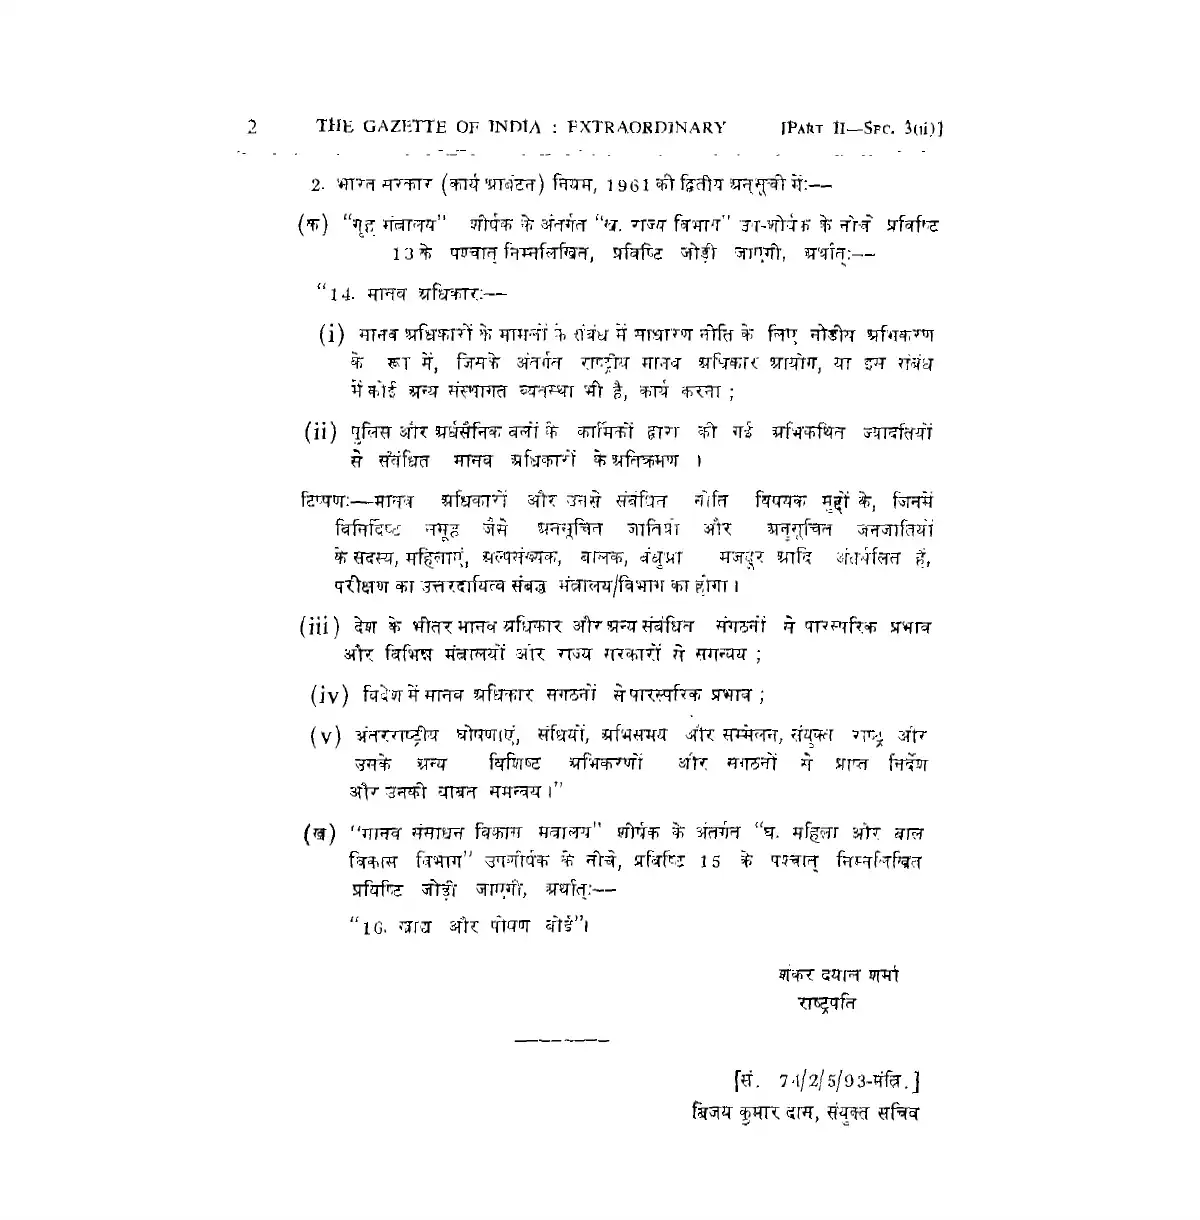 2 THE GAZETTE OF INDIA : EXTRAORDINARY [PART II—SEC. 3(ii)]
2. भारत सरकार (कार्य आबंटन) नियम, 1961 की द्वितीय अनुसूची में:—
(क) "गृह मंत्रालय" शीर्षक के अंतर्गत "ख. राज्य विभाग" उप-शीर्षक के नीचे प्रविष्टि
13 के पश्चात् निम्नलिखित, प्रविष्टि जोड़ी जाएगी, अर्थात्:—
"14. मानव अधिकार:—
(i) मानव अधिकारों के मामलों के संबंध में साधारण नीति के लिए नोडीय अभिकरण
के रूप में, जिसके अंतर्गत राष्ट्रीय मानव अधिकार आयोग, या इस संबंध
में कोई अन्य संस्थागत व्यवस्था भी है, कार्य करना ;
(ii) पुलिस और अर्धसैनिक बलों के कार्मिकों द्वारा की गई अभिकथित ज्यादतियों
से संबंधित मानव अधिकारों के अतिक्रमण ।
टिप्पण:—मानव अधिकारों और उनसे संबंधित नीति विषयक मुद्दों के, जिनमें
विनिर्दिष्ट समूह जैसे अनुसूचित जातियों और अनुसूचित जनजातियों
के सदस्य, महिलाएं, अल्पसंख्यक, बालक, बंधुआ मजदूर आदि अंतर्वलित हैं,
परीक्षण का उत्तरदायित्व संबद्ध मंत्रालय/विभाग का होगा ।
(iii) देश के भीतर मानव अधिकार और अन्य संबंधित संगठनों से पारस्परिक प्रभाव
और विभिन्न मंत्रालयों और राज्य सरकारों से समन्वय ;
(iv) विदेश में मानव अधिकार संगठनों से पारस्परिक प्रभाव ;
(v) अंतरराष्ट्रीय घोषणाएं, संधियों, अभिसमय और सम्मेलन, संयुक्त राष्ट्र और
उसके अन्य विशिष्ट अभिकरणों और संगठनों से प्राप्त निर्देश
और उनकी बाबत समन्वय ।"
(ख) "मानव संसाधन विकास मंत्रालय" शीर्षक के अंतर्गत "घ. महिला और बाल
विकास विभाग" उपशीर्षक के नीचे, प्रविष्टि 15 के पश्चात् निम्नलिखित
प्रविष्टि जोड़ी जाएगी, अर्थात्:—
"16. खाद्य और पोषण बोर्ड"।
शंकर दयाल शर्मा
राष्ट्रपति
[सं. 74/2/5/93-मंत्रि.]
बिजय कुमार दास, संयुक्त सचिव